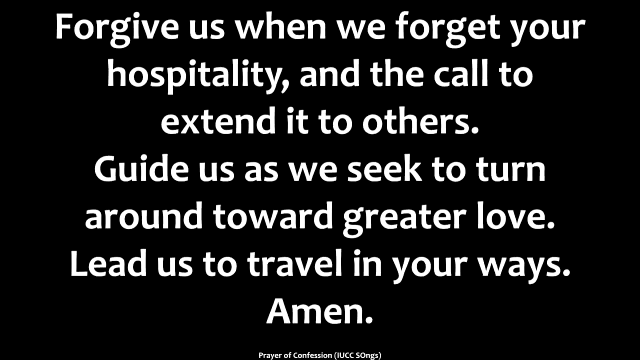 Forgive us when we forget your
hospitality, and the call to
extend it to others.
Guide us as we seek to turn
around toward greater love.
Lead us to travel in your ways.
Amen.
Prayer of Confession (IUCC SOngs)